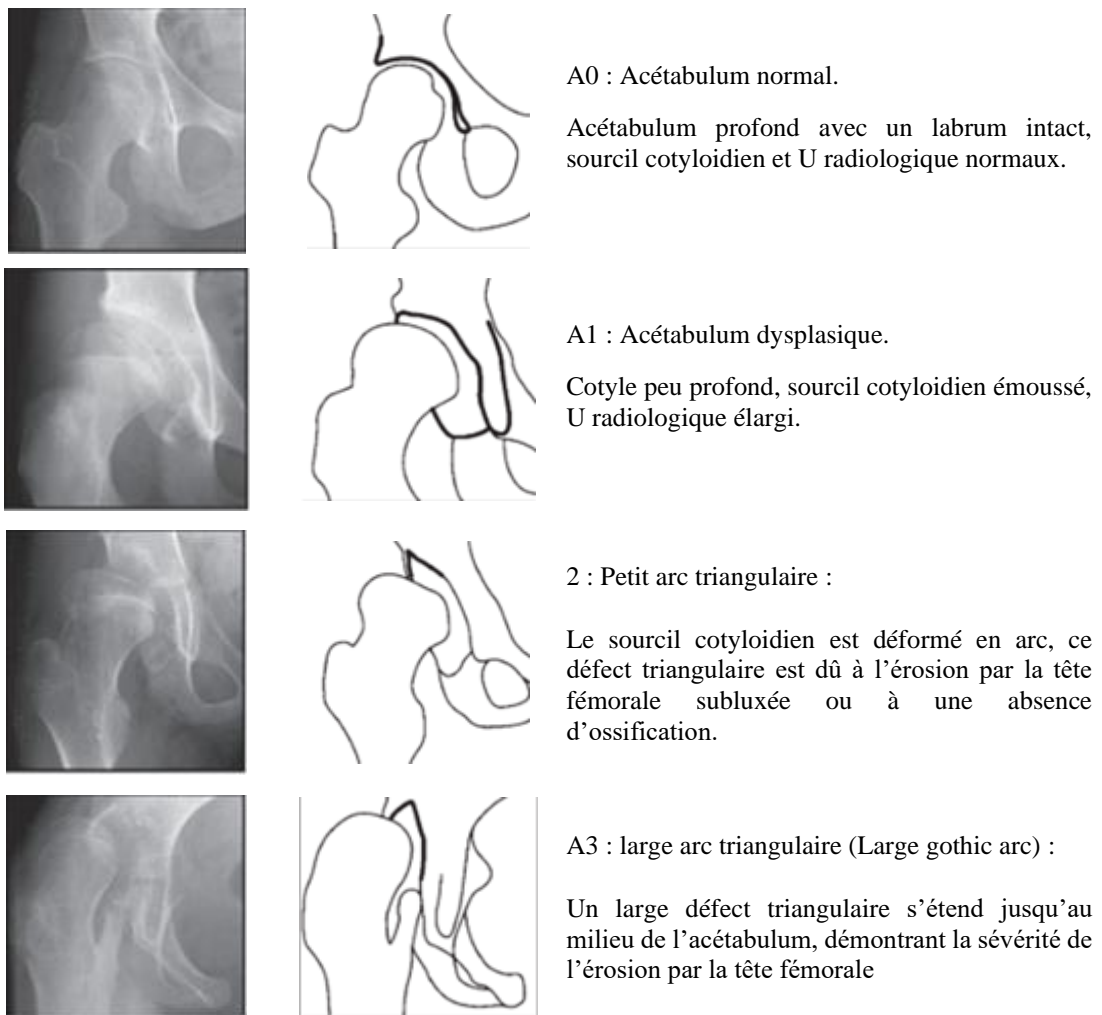 A0 : Acétabulum normal.
Acétabulum profond avec un labrum intact,
sourcil cotyloidien et U radiologique normaux.
A1 : Acétabulum dysplasique.
Cotyle peu profond, sourcil cotyloidien émoussé,
U radiologique élargi.
2 : Petit arc triangulaire :
Le sourcil cotyloidien est déformé en arc, ce
défect triangulaire est dû à l’érosion par la tête
fémorale subluxée ou à une absence
d’ossification.
A3 : large arc triangulaire (Large gothic arc) :
Un large défect triangulaire s’étend jusqu’au
milieu de l’acétabulum, démontrant la sévérité de
l’érosion par la tête fémorale